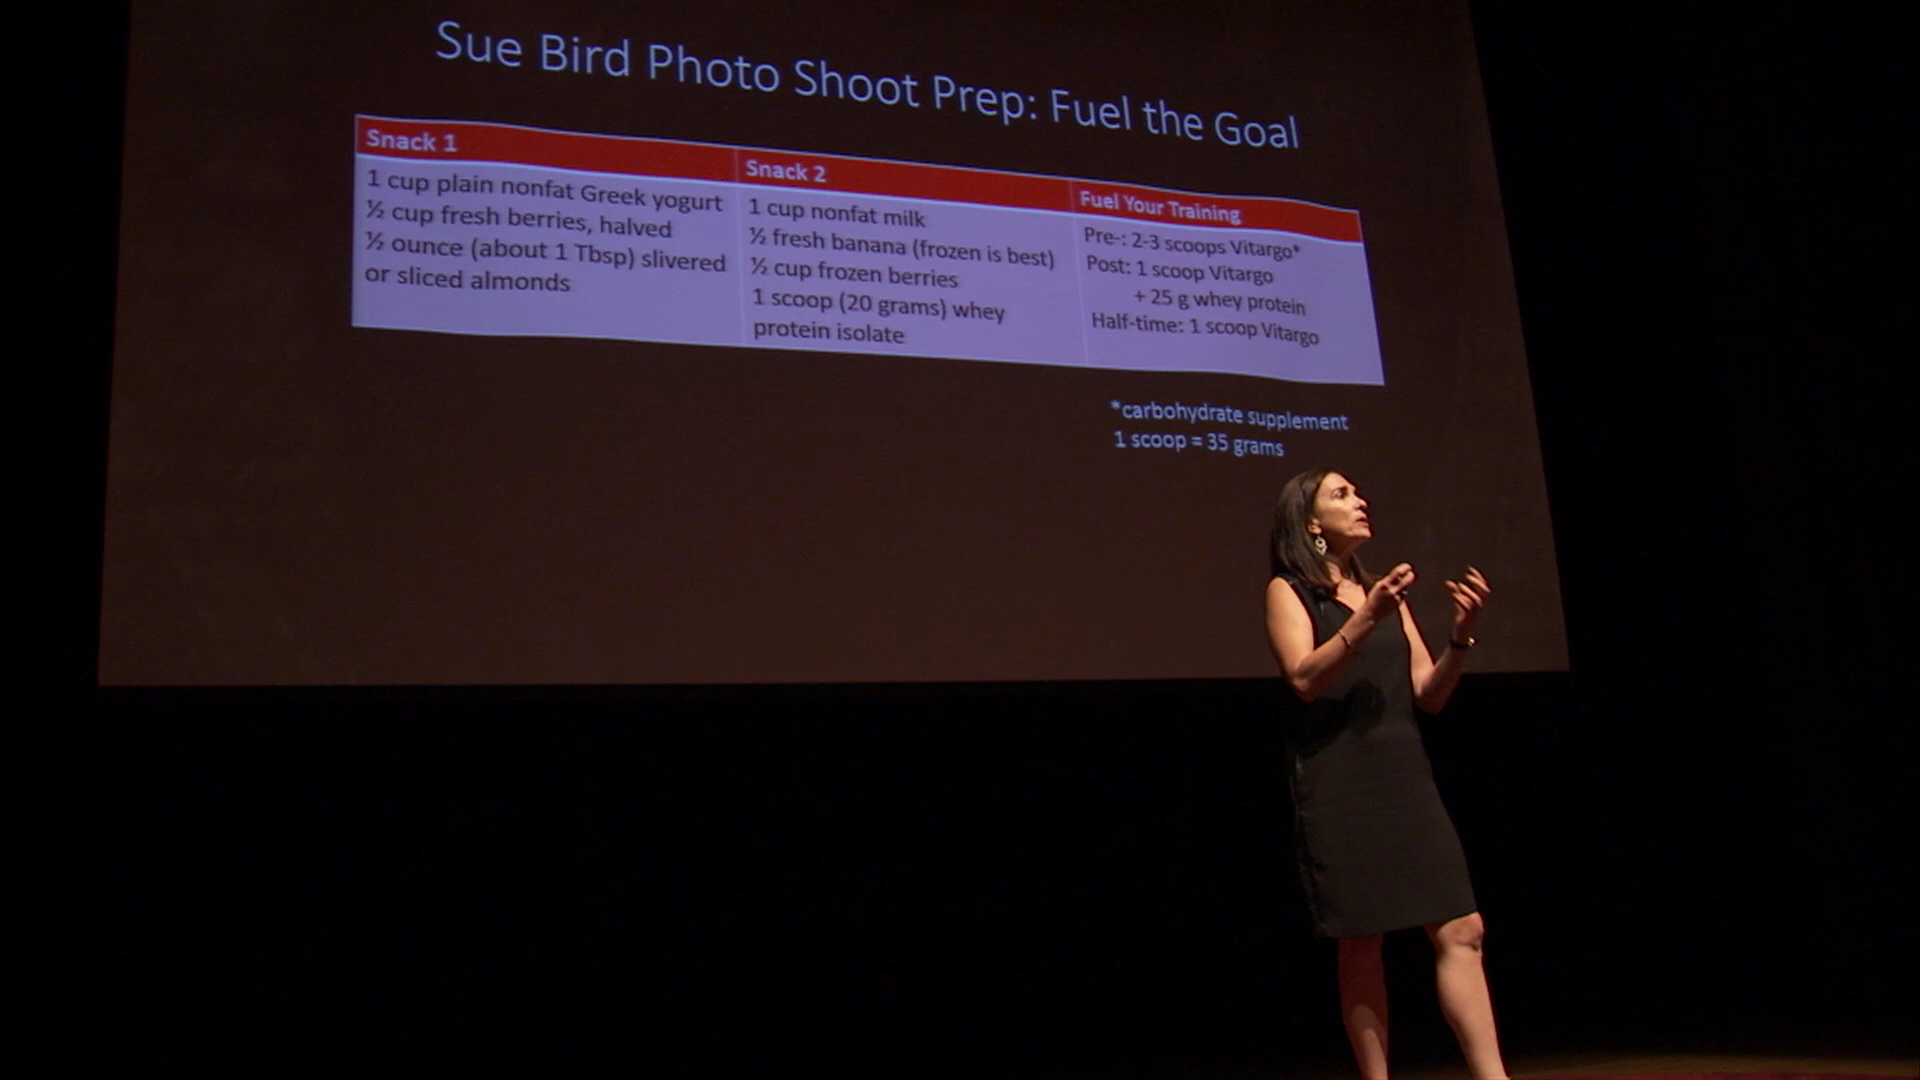 Sue Bird Photo Shoot Prep: Fuel the Goal
Snack 1
1 cup plain nonfat Greek yogurt
½ cup fresh berries, halved
½ ounce (about 1 Tbsp) slivered
or sliced almonds
Snack 2
1 cup nonfat milk
½ fresh banana (frozen is best)
½ cup frozen berries
1 scoop (20 grams) whey
protein isolate
Fuel Your Training
Pre-: 2-3 scoops Vitargo*
Post: 1 scoop Vitargo
+ 25 g whey protein
Half-time: 1 scoop Vitargo
*carbohydrate supplement
1 scoop = 35 grams